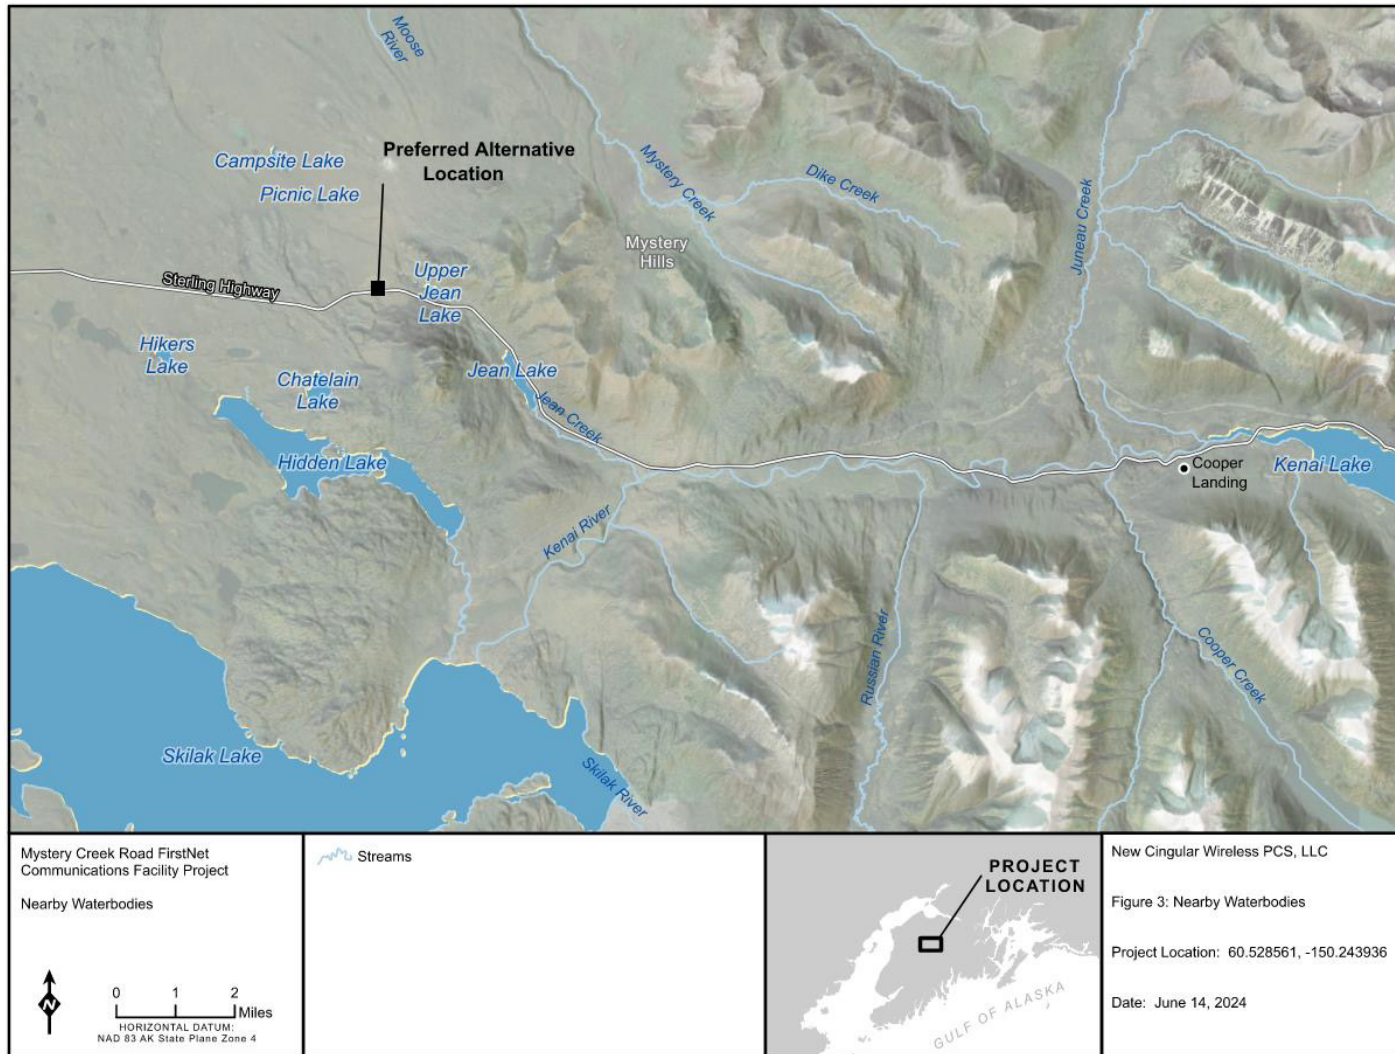 Moose
River
Campsite Lake
Picnic Lake
Preferred Alternative
Location
Mystery Creek
Dike Creek
Juneau Creek
Mystery
Hills
Sterling Highway
Upper
Jean
Lake
Hikers
Lake
Chatelain
Lake
Jean Lake
Jean Creek
Hidden Lake
Kenai River
Cooper
Landing
Kenai Lake
Russian River
Cooper Creek
Skilak Lake
Skilak River
Mystery Creek Road FirstNet
Communications Facility Project
Nearby Waterbodies
N
0 1 2
Miles
HORIZONTAL DATUM:
NAD 83 AK State Plane Zone 4
Streams
PROJECT
LOCATION
GULF OF ALASKA
New Cingular Wireless PCS, LLC
Figure 3: Nearby Waterbodies
Project Location: 60.528561, -150.243936
Date: June 14, 2024